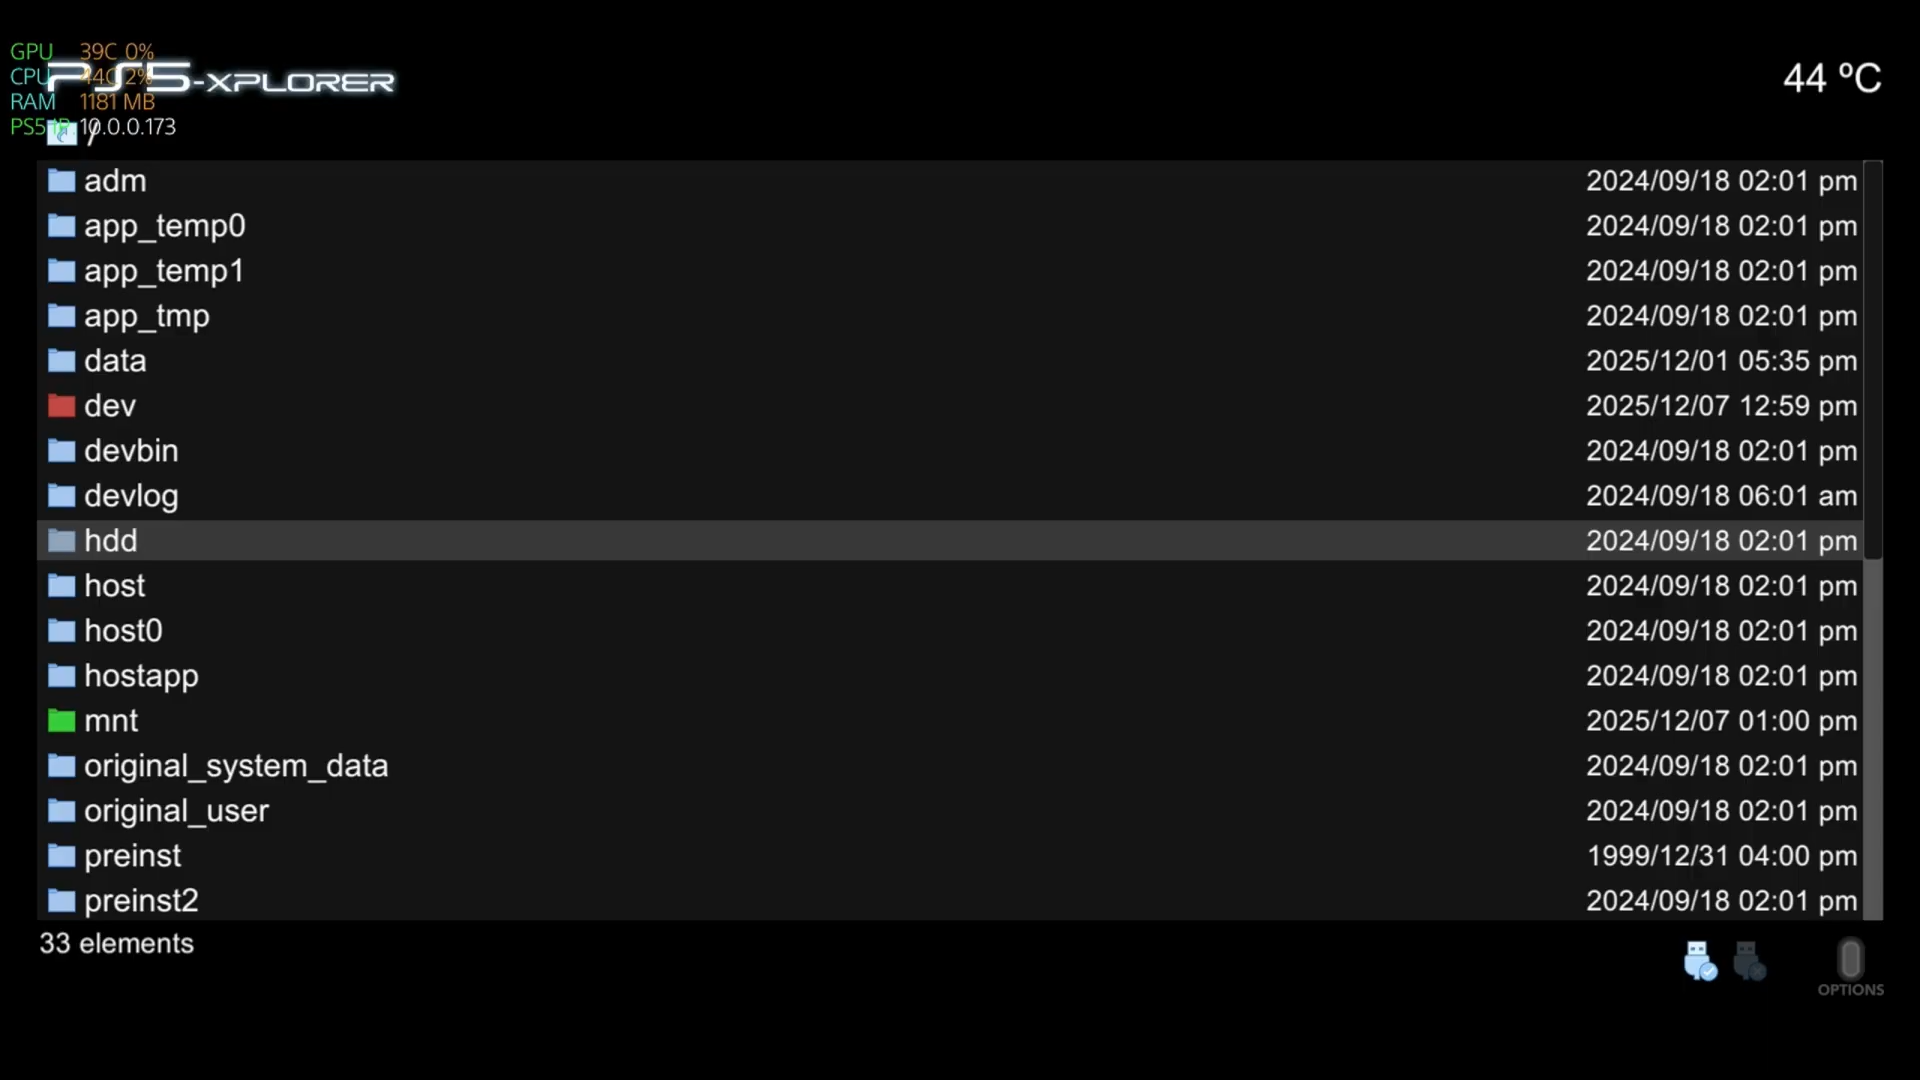 GPU 39C 0%
CPU 44C 2%
RAM 1181 MB
PS5 IP: 10.0.0.173
PS5-XPLORER
44 ºC
/
adm 2024/09/18 02:01 pm
app_temp0 2024/09/18 02:01 pm
app_temp1 2024/09/18 02:01 pm
app_tmp 2024/09/18 02:01 pm
data 2025/12/01 05:35 pm
dev 2025/12/07 12:59 pm
devbin 2024/09/18 02:01 pm
devlog 2024/09/18 06:01 am
hdd 2024/09/18 02:01 pm
host 2024/09/18 02:01 pm
host0 2024/09/18 02:01 pm
hostapp 2024/09/18 02:01 pm
mnt 2025/12/07 01:00 pm
original_system_data 2024/09/18 02:01 pm
original_user 2024/09/18 02:01 pm
preinst 1999/12/31 04:00 pm
preinst2 2024/09/18 02:01 pm
33 elements
OPTIONS